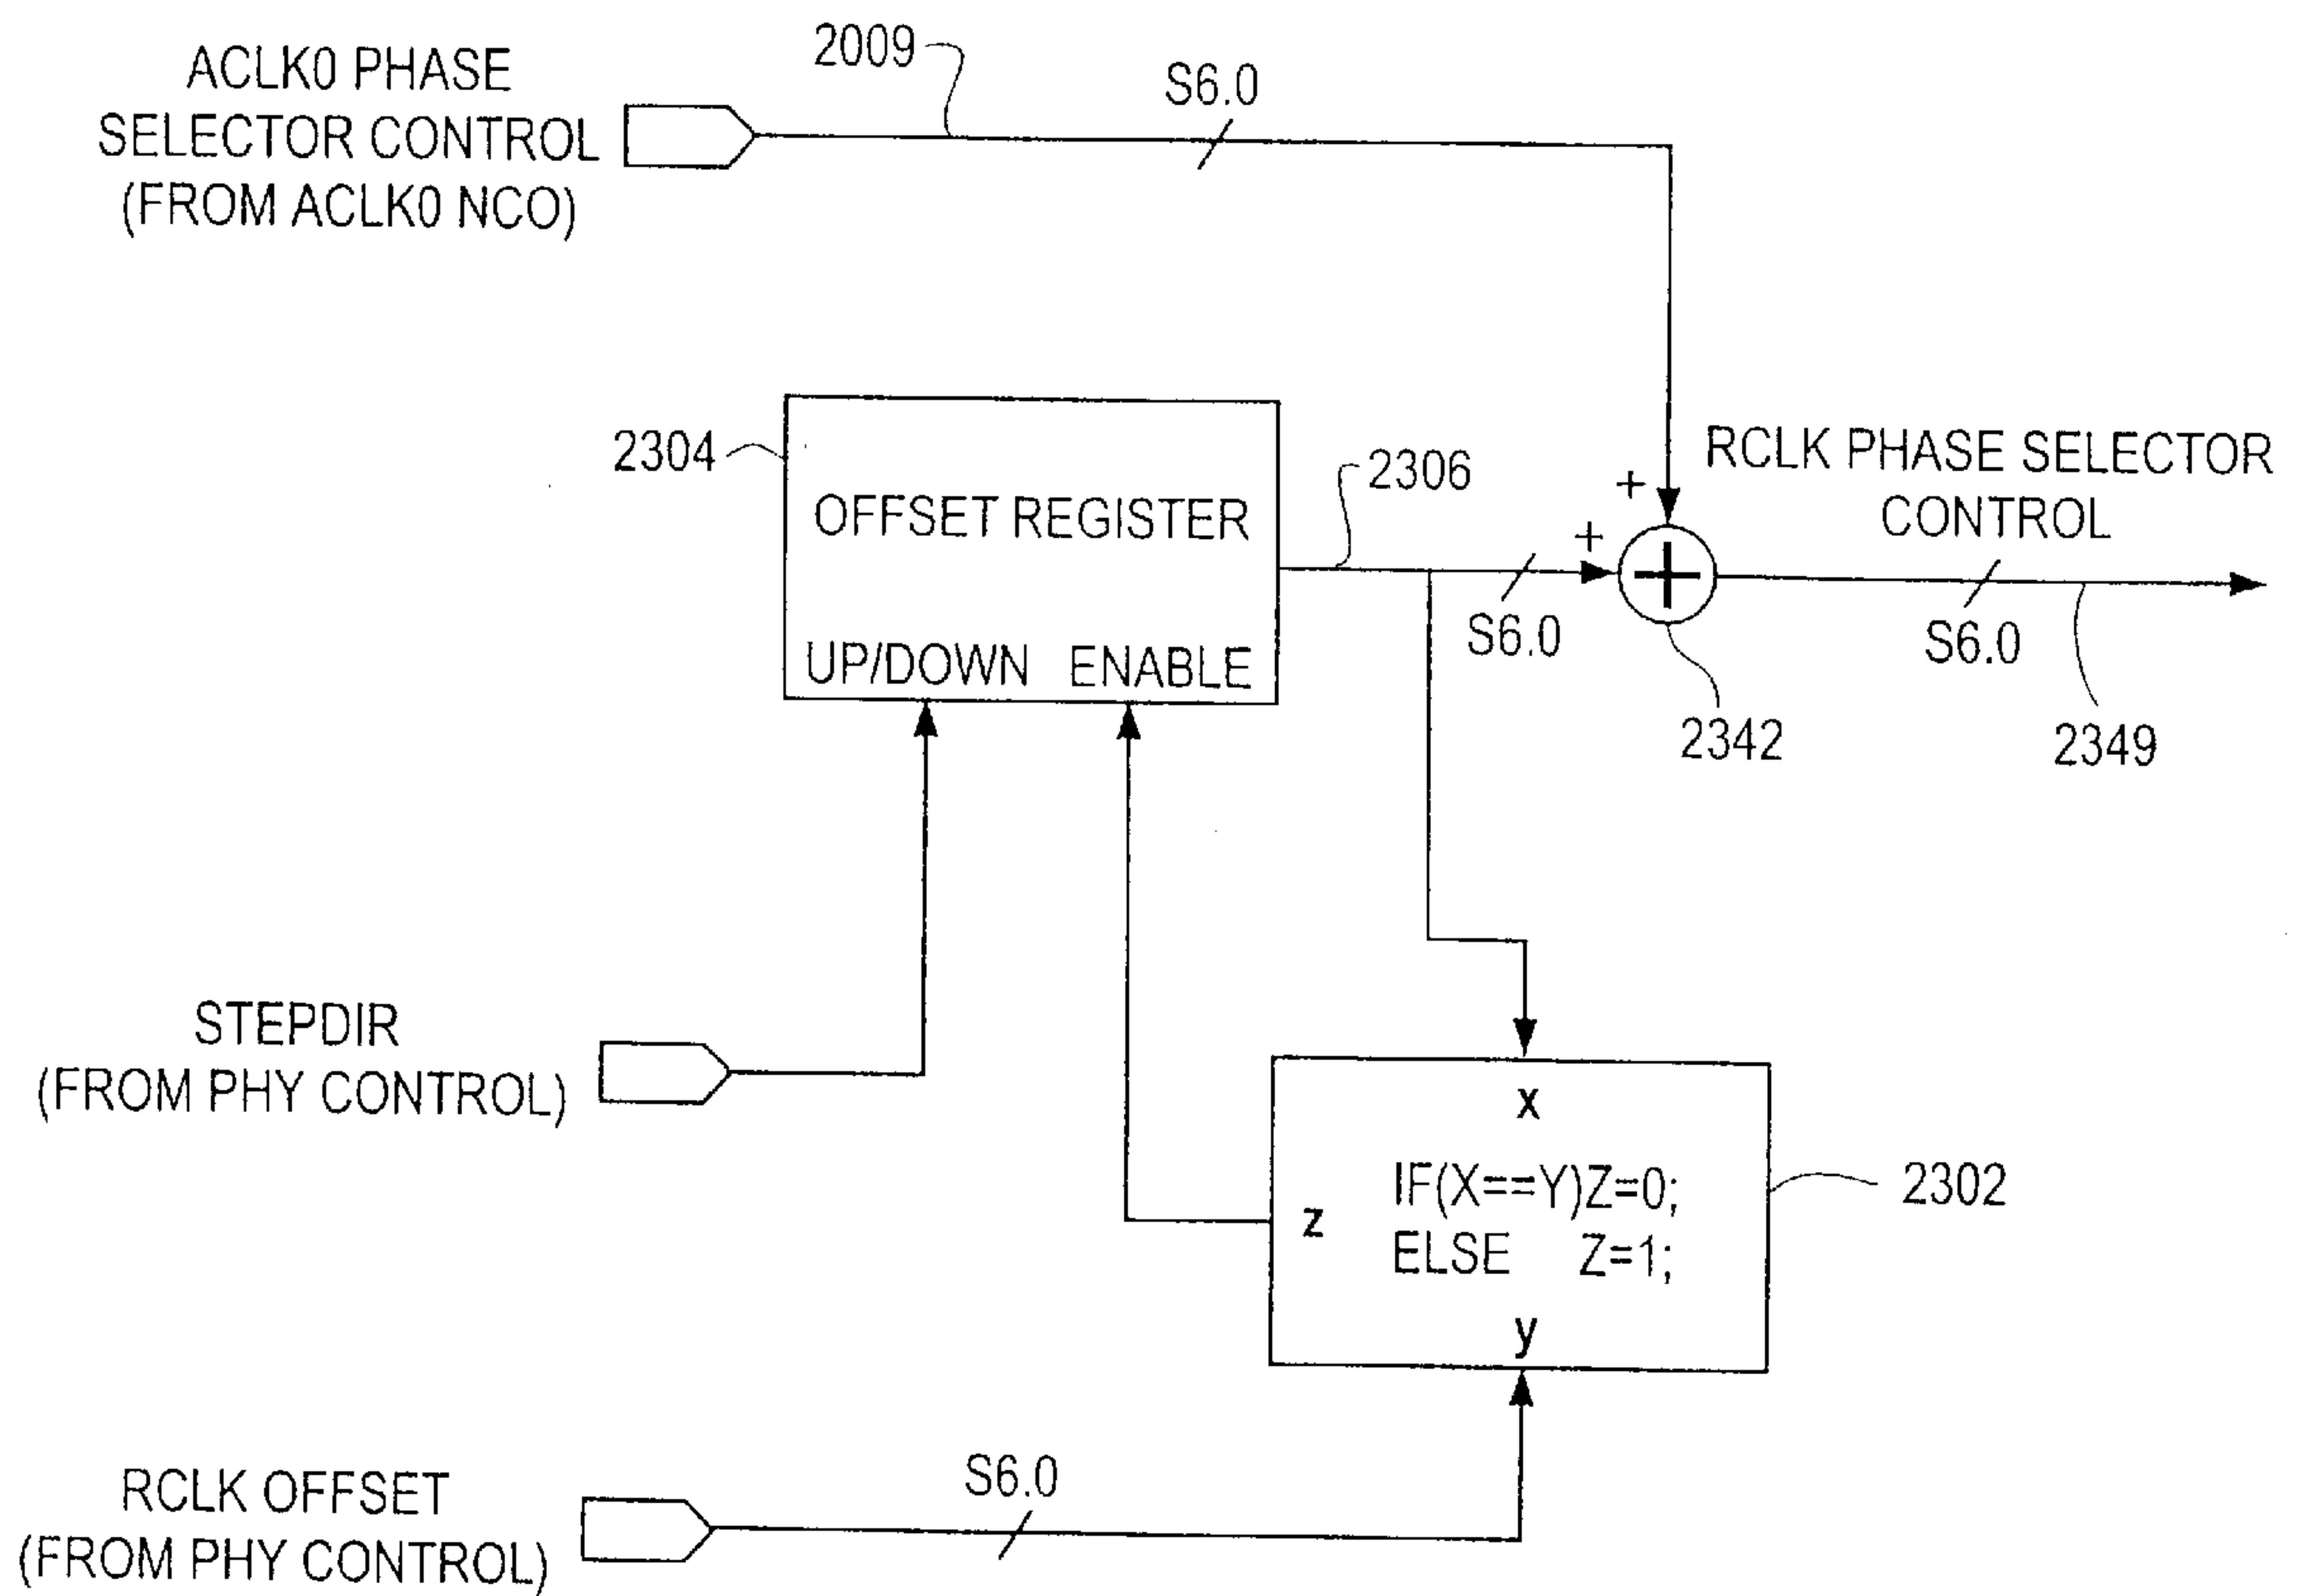 2009
ACLK0 PHASE
SELECTOR CONTROL
(FROM ACLK0 NCO)
S6.0
2304
OFFSET REGISTER
UP/DOWN ENABLE
2306
+
+
+
S6.0
RCLK PHASE SELECTOR
CONTROL
S6.0
2342
2349
STEPDIR
(FROM PHY CONTROL)
x
IF(X==Y)Z=0;
z
ELSE Z=1;
y
2302
RCLK OFFSET
(FROM PHY CONTROL)
S6.0